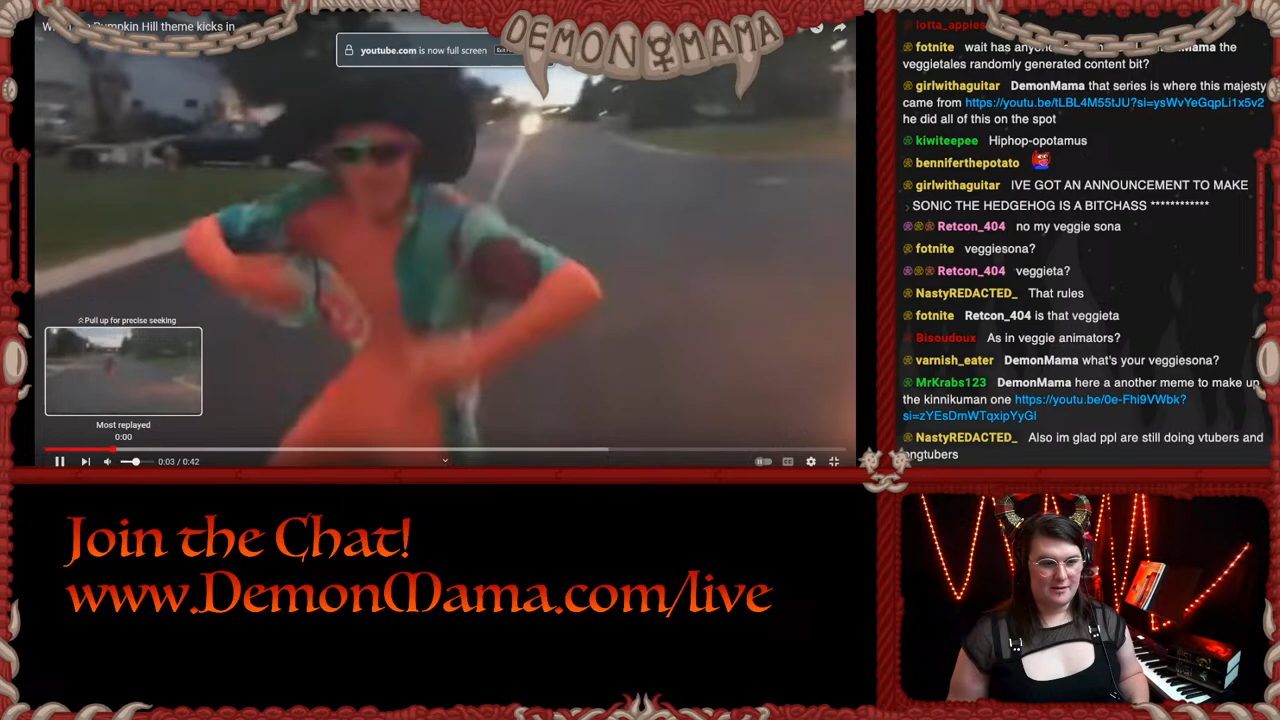 Pumpkin Hill theme kicks in
youtube.com is now full screen
DEMON MAMA
Pull up for precise seeking
Most replayed
0:00
0:03 / 0:42
Join the Chat!
www.DemonMama.com/live
lotta_apples
fotnite wait has Mama the
veggietales randomly generated content bit?
girlwithaguitar DemonMama that series is where this majesty
came from https://youtu.be/tLBL4M55tJU?si=ysWvYeGqpLi1x5v2
he did all of this on the spot
kiwiteepee Hiphop-opotamus
benniferthepotato
girlwithaguitar IVE GOT AN ANNOUNCEMENT TO MAKE
SONIC THE HEDGEHOG IS A BITCHASS ************
Retcon_404 no my veggie sona
fotnite veggiesona?
Retcon_404 veggieta?
NastyREDACTED_ That rules
fotnite Retcon_404 is that veggieta
Bisoudoux As in veggie animators?
varnish_eater DemonMama what's your veggiesona?
MrKrabs123 DemonMama here a another meme to make up
the kinnikuman one https://youtu.be/0e-Fhi9VWbk?
si=zYEsDmWTqxipYyGl
NastyREDACTED_ Also im glad ppl are still doing vtubers and